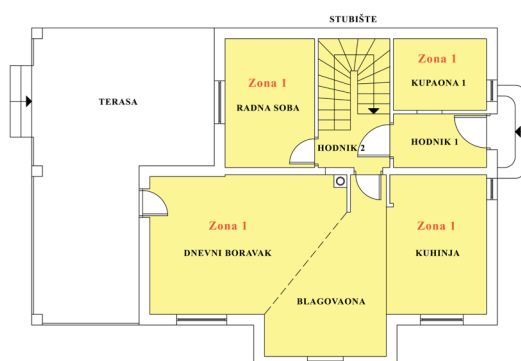 STUBIŠTE
Zona 1
KUPAONA 1
Zona 1
RADNA SOBA
TERASA
HODNIK 2
HODNIK 1
Zona 1
DNEVNI BORAVAK
Zona 1
KUHINJA
BLAGOVAONA